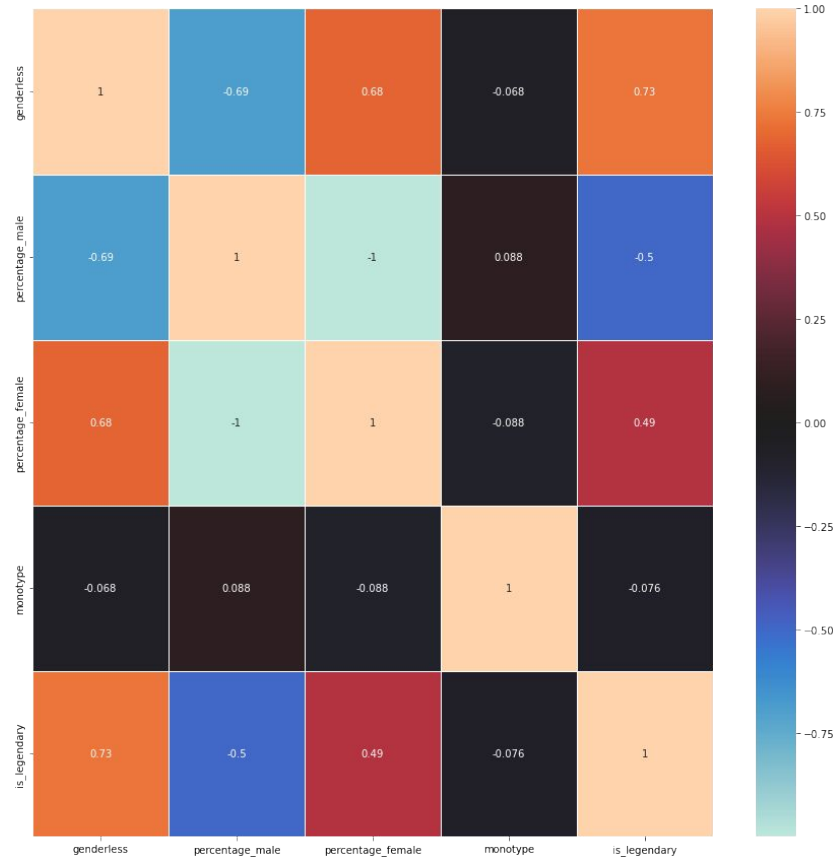 genderless 1 -0.69 0.68 -0.068 0.73
percentage_male -0.69 1 -1 0.088 -0.5
percentage_female 0.68 -1 1 -0.088 0.49
monotype -0.068 0.088 -0.088 1 -0.076
is_legendary 0.73 -0.5 0.49 -0.076 1
genderless percentage_male percentage_female monotype is_legendary
1.00
0.75
0.50
0.25
0.00
−0.25
−0.50
−0.75